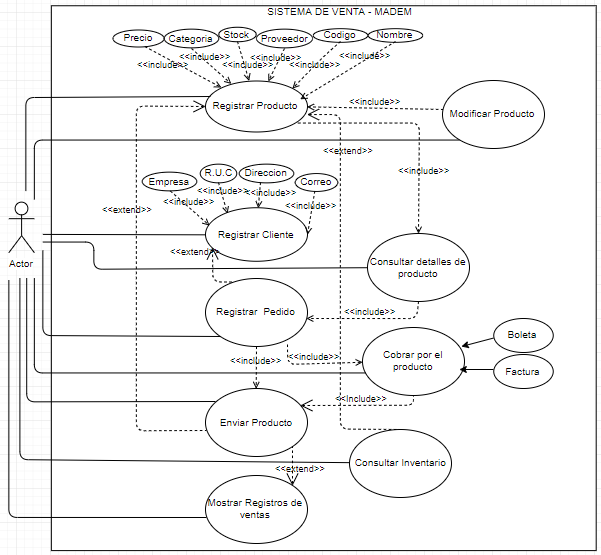 SISTEMA DE VENTA - MADEM
Precio
Categoria
Stock
Proveedor
Codigo
Nombre
<<include>>
<<include>>
<<include>>
<<include>>
<<include>>
<<include>>
Registrar Producto
<<include>>
Modificar Producto
<<extend>>
<<include>>
Empresa
R.U.C
Direccion
Correo
<<include>>
<<include>>
<<include>>
<<include>>
<<extend>>
Registrar Cliente
<<extend>>
Actor
Consultar detalles de
producto
Registrar Pedido
<<include>>
Boleta
Cobrar por el
producto
<<include>>
<<include>>
Factura
<<Include>>
Enviar Producto
Consultar Inventario
<<extend>>
Mostrar Registros de
ventas